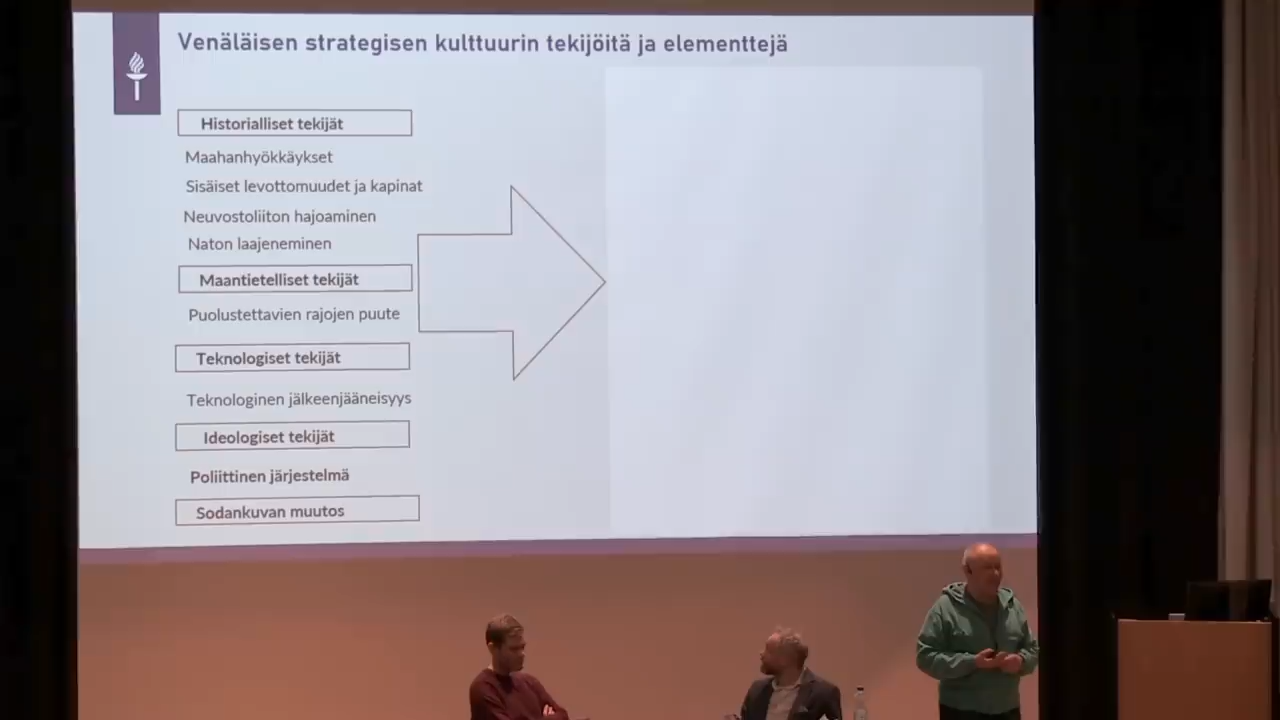 Venäläisen strategisen kulttuurin tekijöitä ja elementtejä
Historialliset tekijät
Maahanhyökkäykset
Sisäiset levottomuudet ja kapinat
Neuvostoliiton hajoaminen
Naton laajeneminen
Maantietelliset tekijät
Puolustettavien rajojen puute
Teknologiset tekijät
Teknologinen jälkeenjääneisyys
Ideologiset tekijät
Poliittinen järjestelmä
Sodankuvan muutos